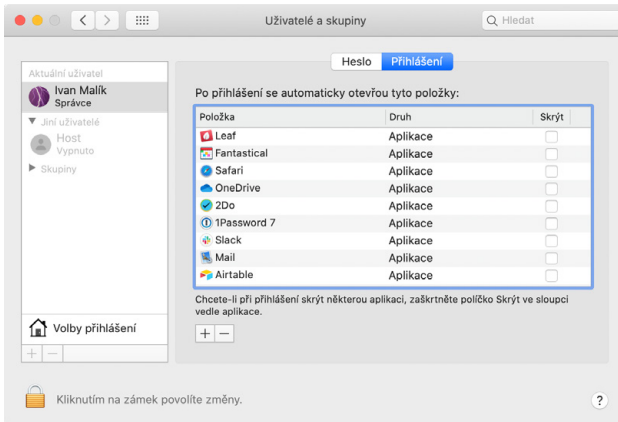 Uživatelé a skupiny
Hledat
Heslo
Přihlášení
Aktuální uživatel
Ivan Malík
Správce
Jiní uživatelé
Host
Vypnuto
Skupiny
Volby přihlášení
Po přihlášení se automaticky otevřou tyto položky:
Položka Druh Skrýt
Leaf Aplikace
Fantastical Aplikace
Safari Aplikace
OneDrive Aplikace
2Do Aplikace
1Password 7 Aplikace
Slack Aplikace
Mail Aplikace
Airtable Aplikace
Chcete-li při přihlášení skrýt některou aplikaci, zaškrtněte políčko Skrýt ve sloupci
vedle aplikace.
Kliknutím na zámek povolíte změny.
?